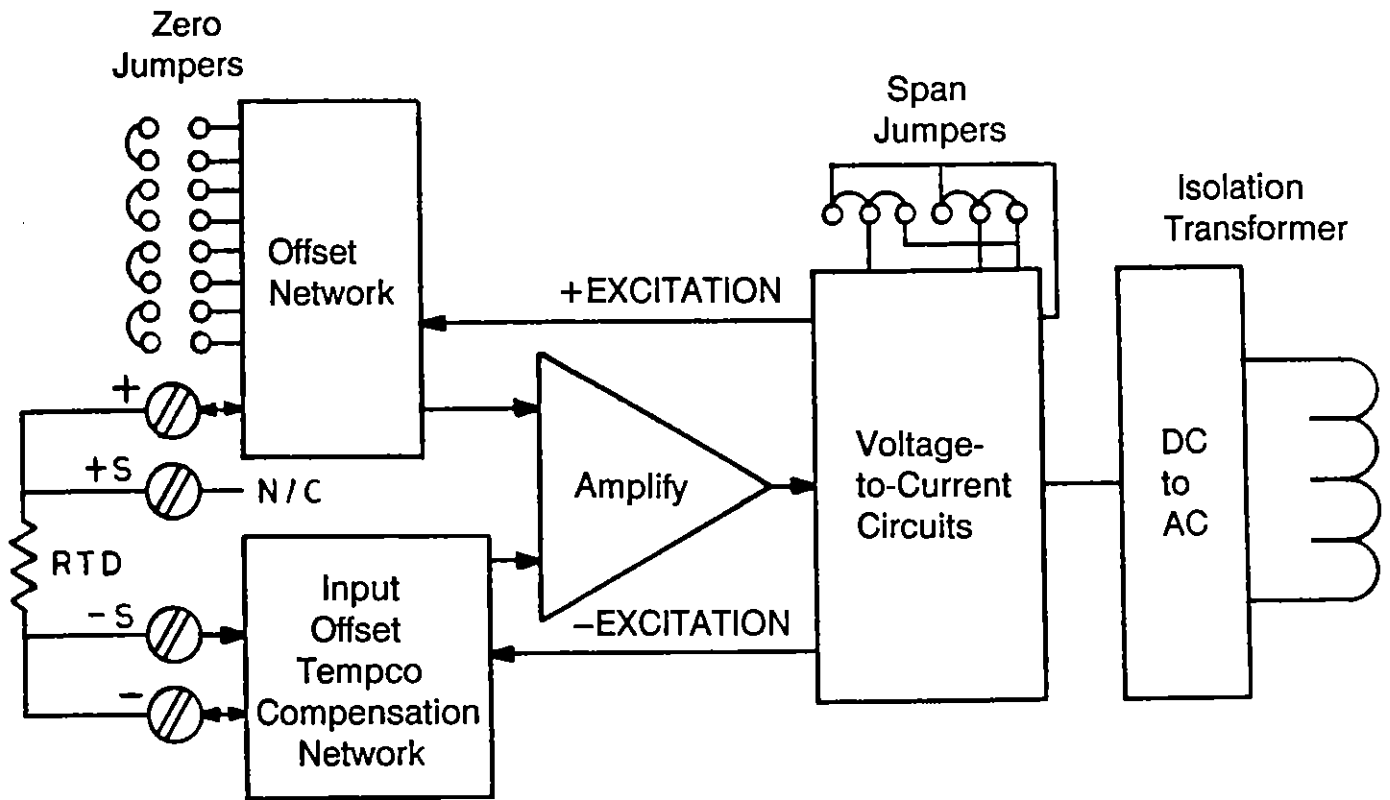 Zero
Jumpers
Span
Jumpers
Isolation
Transformer
Offset
Network
+EXCITATION
+
+S
N/C
Amplify
Voltage-
to-Current
Circuits
DC
to
AC
RTD
-S
-
Input
Offset
Tempco
Compensation
Network
−EXCITATION